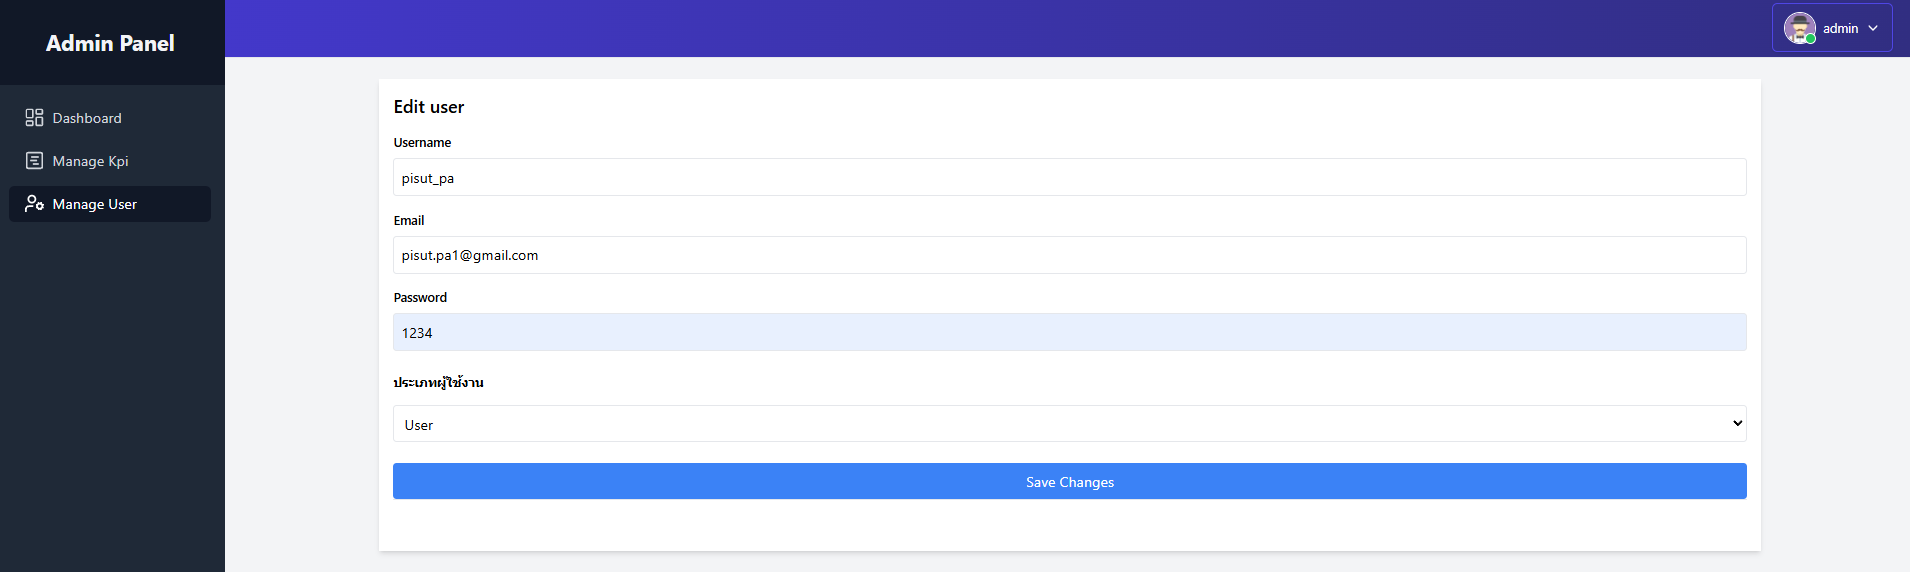 Admin Panel
admin
Dashboard
Manage Kpi
Manage User
Edit user
Username
pisut_pa
Email
pisut.pa1@gmail.com
Password
1234
ประเภทผู้ใช้งาน
User
Save Changes